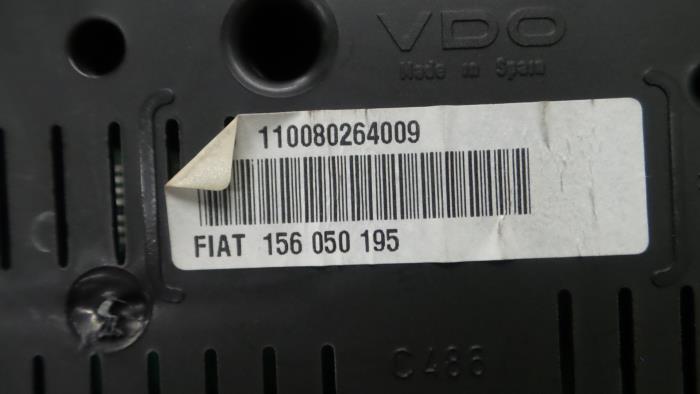 VDO
Made in Spain
110080264009
FIAT 156 050 195
C486